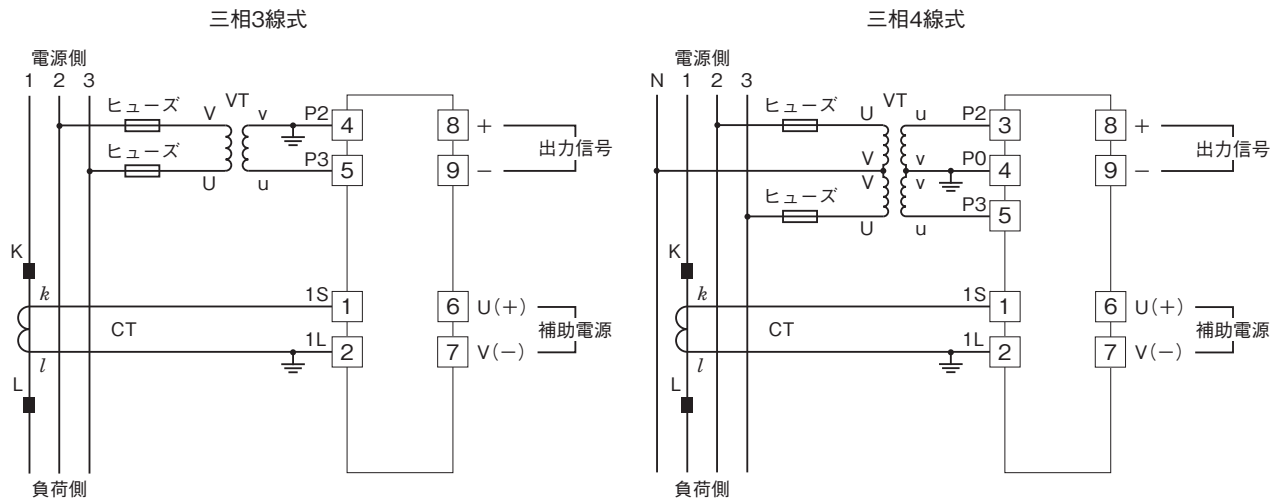 三相3線式
電源側
1 2 3
ヒューズ
V VT v P2 4
ヒューズ
U u P3 5
8 +
9 −
出力信号
K
k 1S 1
CT
l 1L 2
L
6 U(+)
7 V(−)
補助電源
負荷側
三相4線式
電源側
N 1 2 3
ヒューズ
U VT u P2 3
V v P0 4
V v
ヒューズ
U u P3 5
8 +
9 −
出力信号
K
k 1S 1
CT
l 1L 2
L
6 U(+)
7 V(−)
補助電源
負荷側